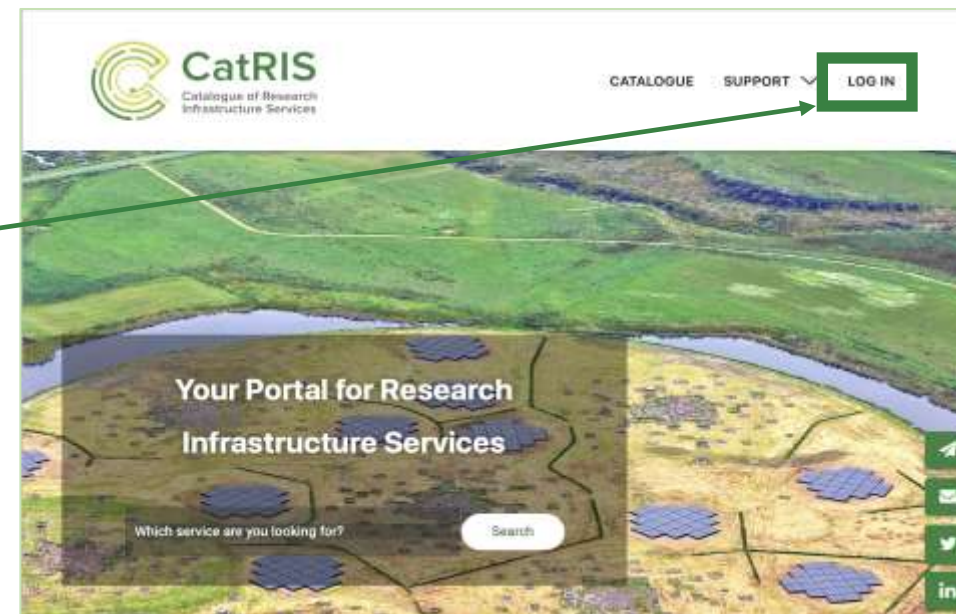 CatRIS
Catalogue of Research
Infrastructure Services
CATALOGUE SUPPORT LOG IN
Your Portal for Research
Infrastructure Services
Which service are you looking for?
Search
in